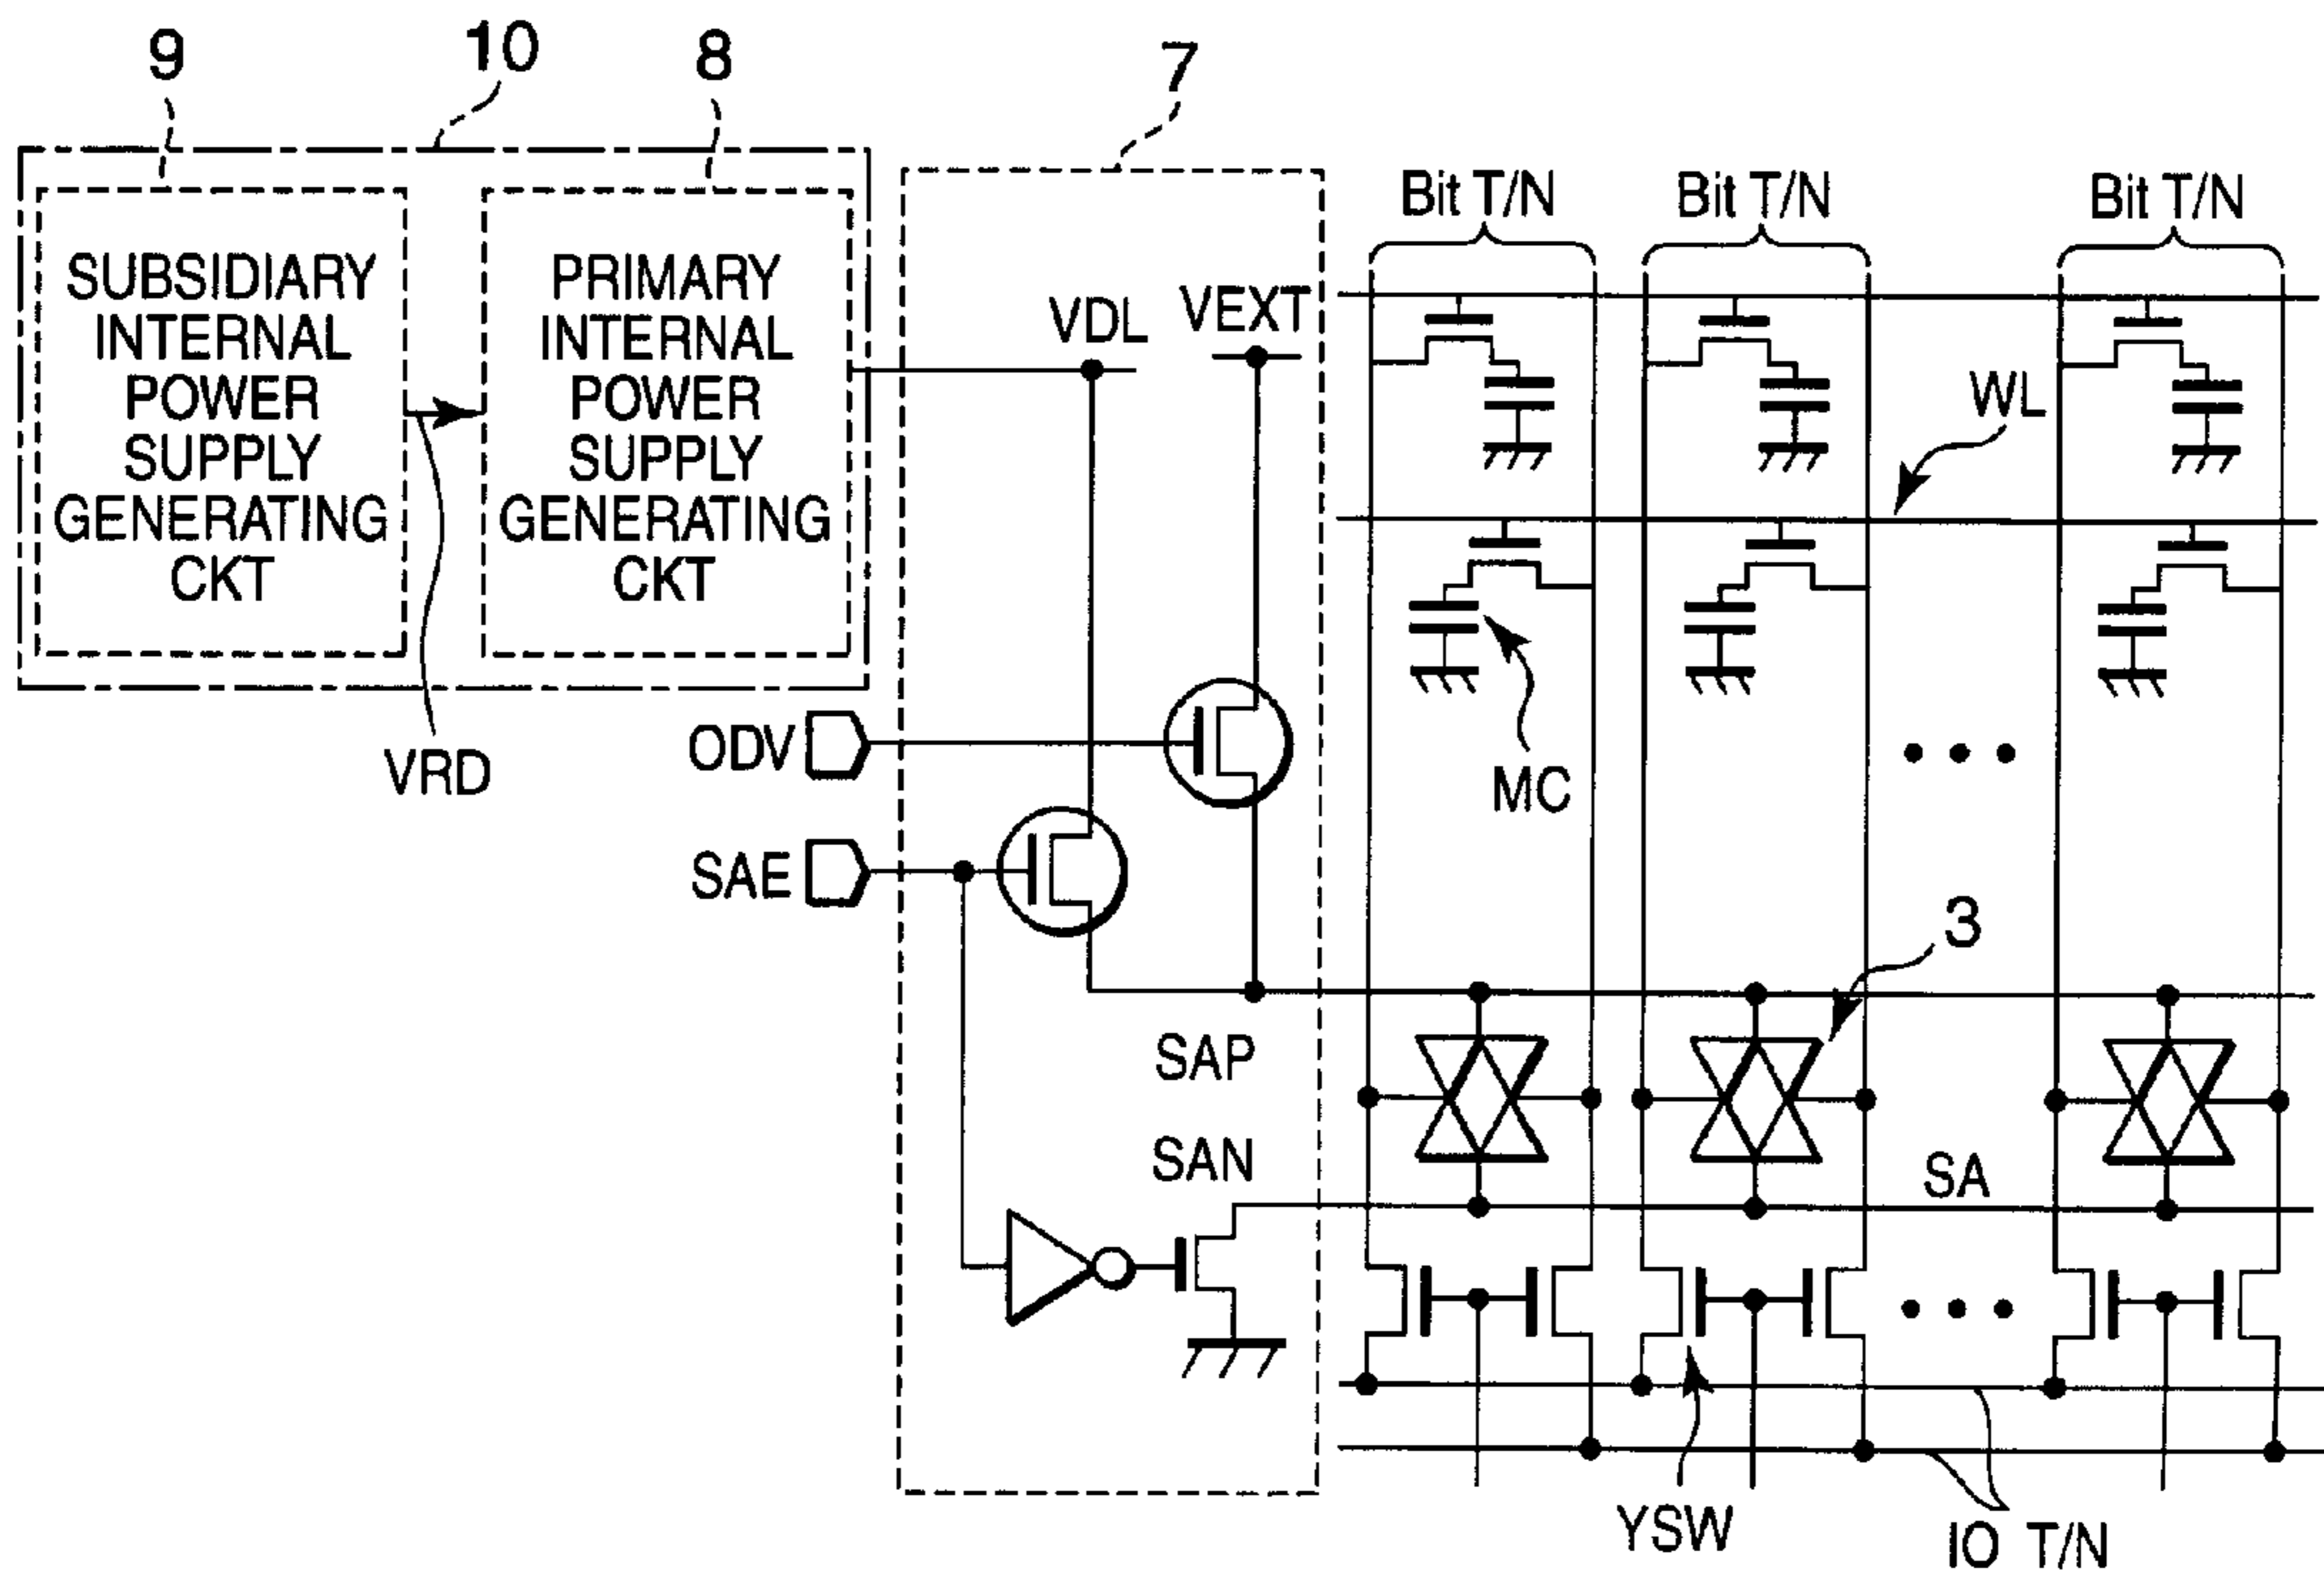 9
10
8
7
Bit T/N
Bit T/N
Bit T/N
SUBSIDIARY
INTERNAL
POWER
SUPPLY
GENERATING
CKT
PRIMARY
INTERNAL
POWER
SUPPLY
GENERATING
CKT
VDL
VEXT
WL
VRD
ODV
MC
SAE
3
SAP
SAN
SA
YSW
IO T/N